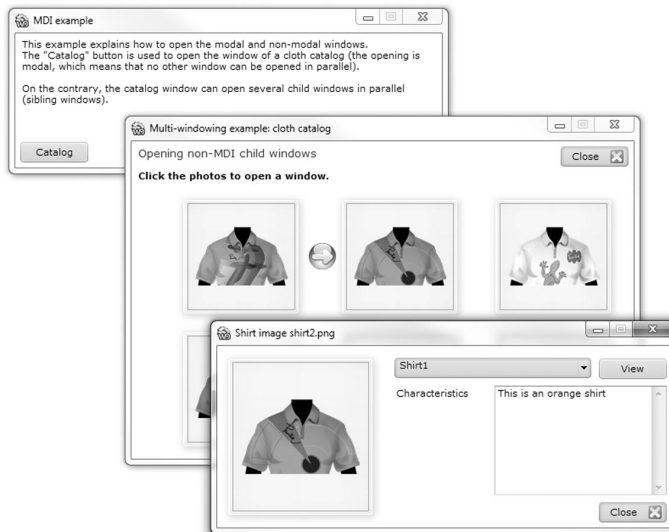 MDI example
This example explains how to open the modal and non-modal windows.
The "Catalog" button is used to open the window of a cloth catalog (the opening is
modal, which means that no other window can be opened in parallel).
On the contrary, the catalog window can open several child windows in parallel
(sibling windows).
Catalog
Multi-windowing example: cloth catalog
Opening non-MDI child windows
Close
Click the photos to open a window.
Shirt image shirt2.png
Shirt1
View
Characteristics
This is an orange shirt
Close